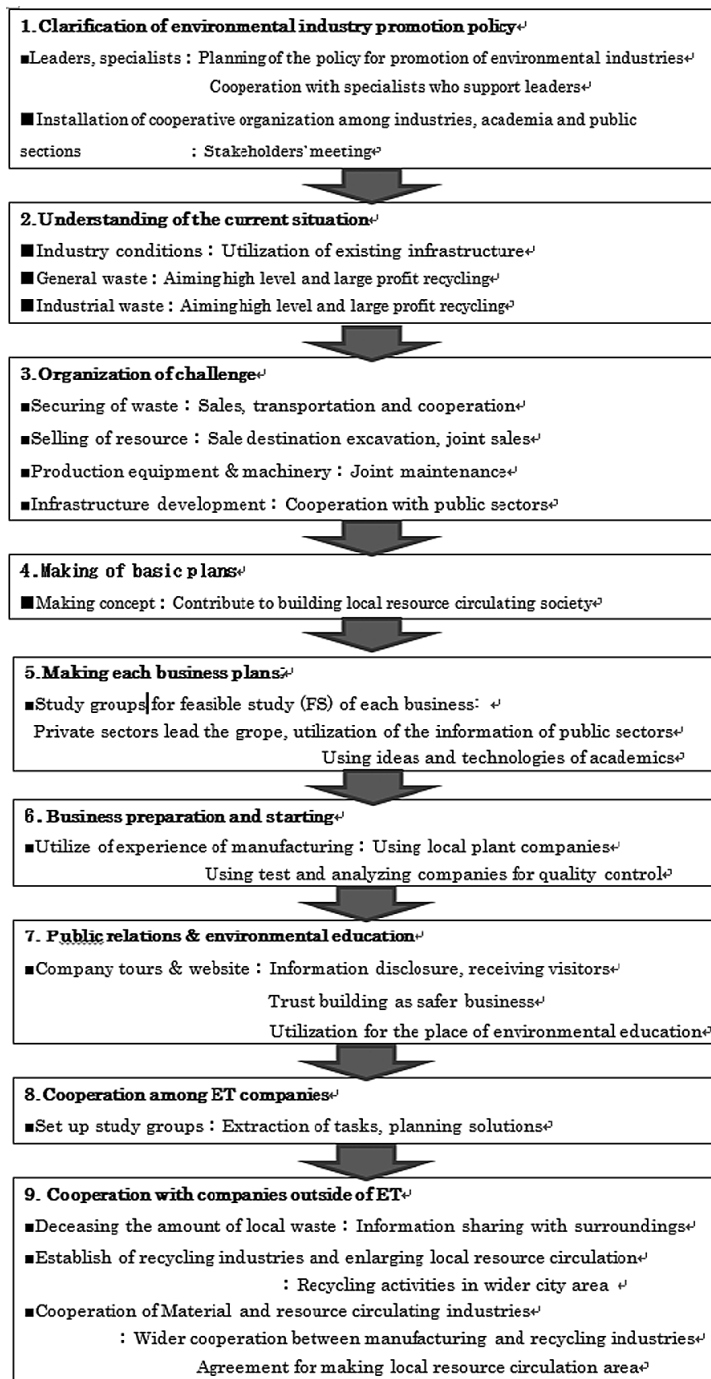 1.Clarification of environmental industry promotion policy↵
■Leaders, specialists : Planning of the policy for promotion of environmental industries↵
Cooperation with specialists who support leaders↵
■Installation of cooperative organization among industries, academia and public
sections : Stakeholders' meeting↵
2.Understanding of the current situation↵
■Industry conditions : Utilization of existing infrastructure↵
■General waste : Aiming high level and large profit recycling↵
■Industrial waste : Aiming high level and large profit recycling↵
3.Organization of challenge↵
■Securing of waste : Sales, transportation and cooperation↵
■Selling of resource : Sale destination excavation, joint sales↵
■Production equipment & machinery : Joint maintenance↵
■Infrastructure development : Cooperation with public sectors↵
4.Making of basic plans↵
■Making concept : Contribute to building local resource circulating society↵
5.Making each business plans↵
■Study groups for feasible study (FS) of each business: ↵
Private sectors lead the grope, utilization of the information of public sectors↵
Using ideas and technologies of academics↵
6. Business preparation and starting↵
■Utilize of experience of manufacturing : Using local plant companies↵
Using test and analyzing companies for quality control↵
7. Public relations & environmental education↵
■Company tours & website : Information disclosure, receiving visitors↵
Trust building as safer business↵
Utilization for the place of environmental education↵
8.Cooperation among ET companies↵
■Set up study groups : Extraction of tasks, planning solutions↵
9. Cooperation with companies outside of ET↵
■Deceasing the amount of local waste : Information sharing with surroundings↵
■Establish of recycling industries and enlarging local resource circulation↵
: Recycling activities in wider city area ↵
■Cooperation of Material and resource circulating industries↵
: Wider cooperation between manufacturing and recycling industries↵
Agreement for making local resource circulation area↵